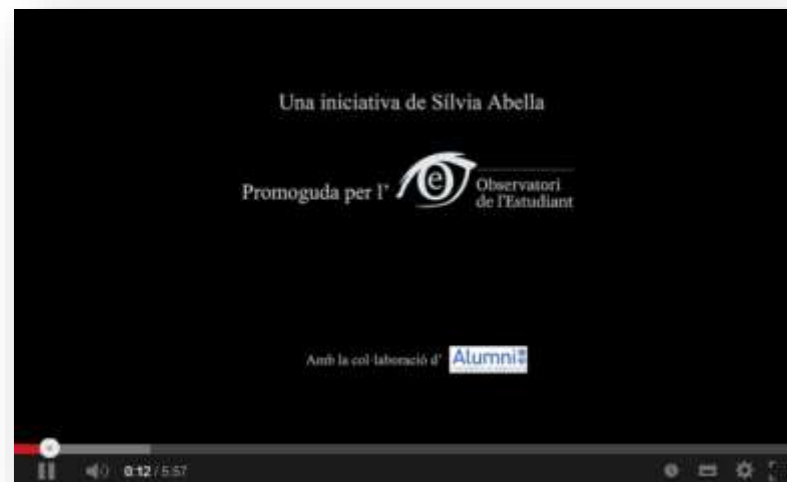 Una iniciativa de Sílvia Abella
Promoguda per l'
e
Observatori
de l'Estudiant
Amb la col·laboració d'
Alumni
0:12 / 5:57